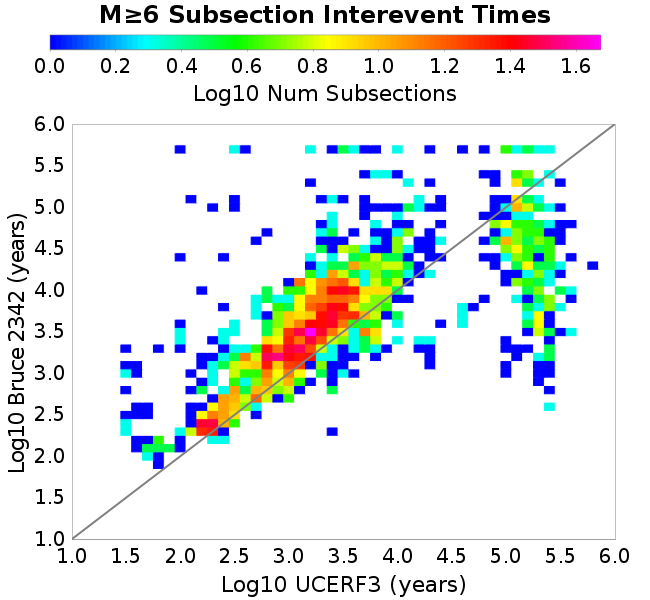 M≥6 Subsection Interevent Times
0.0 0.2 0.4 0.6 0.8 1.0 1.2 1.4 1.6
Log10 Num Subsections
Log10 Bruce 2342 (years)
6.0
5.5
5.0
4.5
4.0
3.5
3.0
2.5
2.0
1.5
1.0
1.0 1.5 2.0 2.5 3.0 3.5 4.0 4.5 5.0 5.5 6.0
Log10 UCERF3 (years)